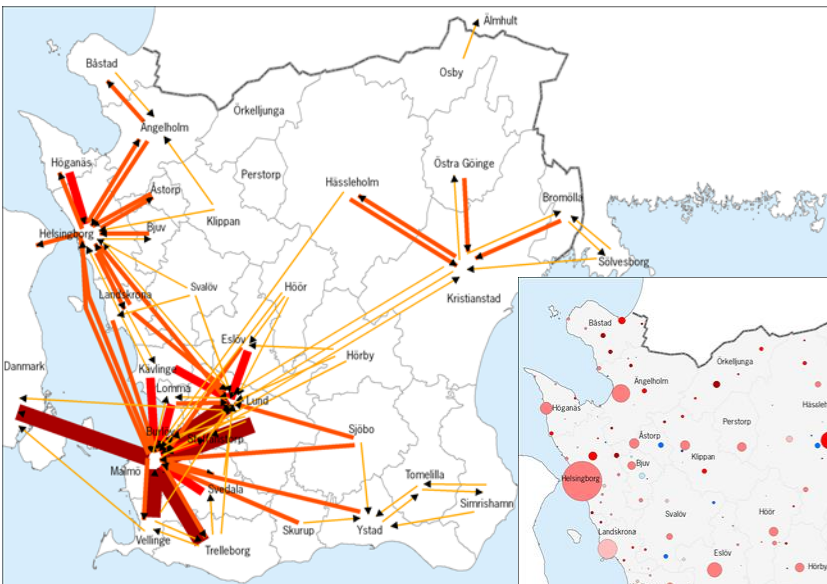 Älmhult
Båstad
Osby
Örkelljunga
Ängelholm
Höganäs
Östra Göinge
Perstorp
Hässleholm
Åstorp
Bromölla
Klippan
Bjuv
Helsingborg
Sölvesborg
Svalöv
Höör
Landskrona
Kristianstad
Eslöv
Hörby
Danmark
Kävlinge
Lomma
Lund
Sjöbo
Malmö
Tomelilla
Svedala
Simrishamn
Skurup
Ystad
Vellinge
Trelleborg
Båstad
Örkelljunga
Ängelholm
Höganäs
Perstorp
Åstorp
Klippan
Bjuv
Helsingborg
Svalöv
Höör
Landskrona
Eslöv
Hörby